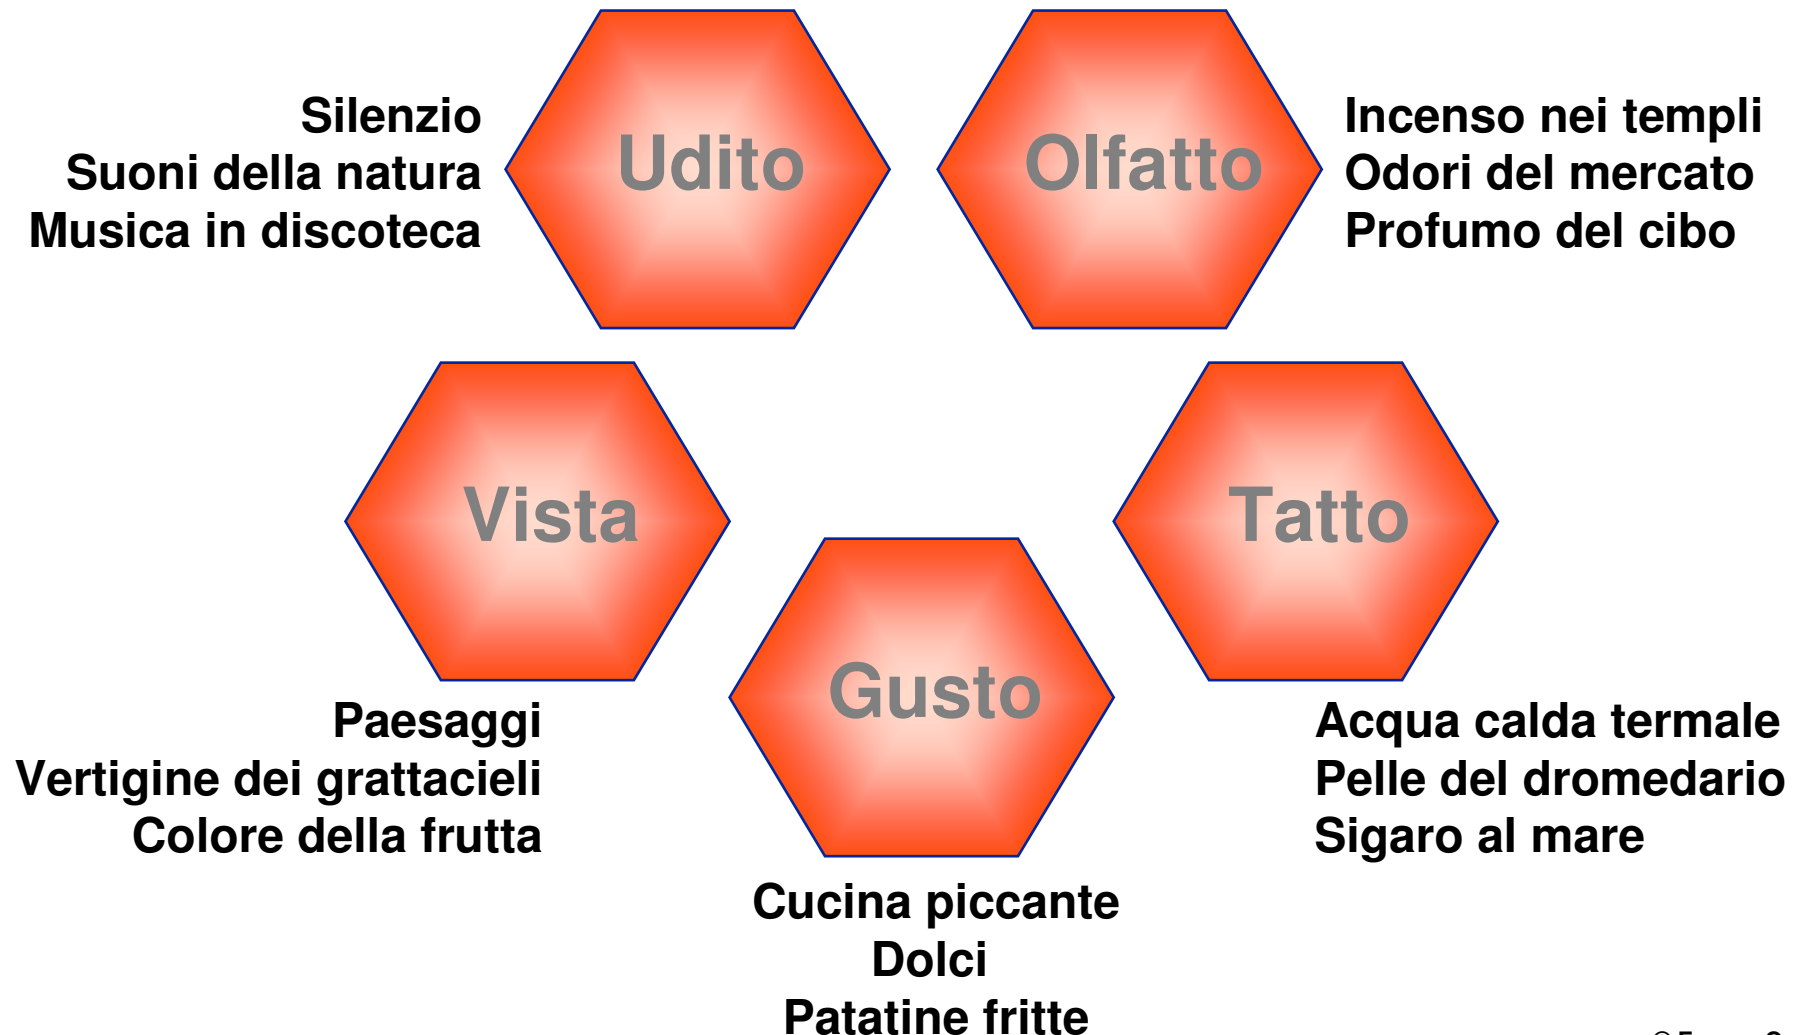 Silenzio
Suoni della natura
Musica in discoteca
Udito
Olfatto
Incenso nei templi
Odori del mercato
Profumo del cibo
Vista
Paesaggi
Vertigine dei grattacieli
Colore della frutta
Gusto
Cucina piccante
Dolci
Patatine fritte
Tatto
Acqua calda termale
Pelle del dromedario
Sigaro al mare